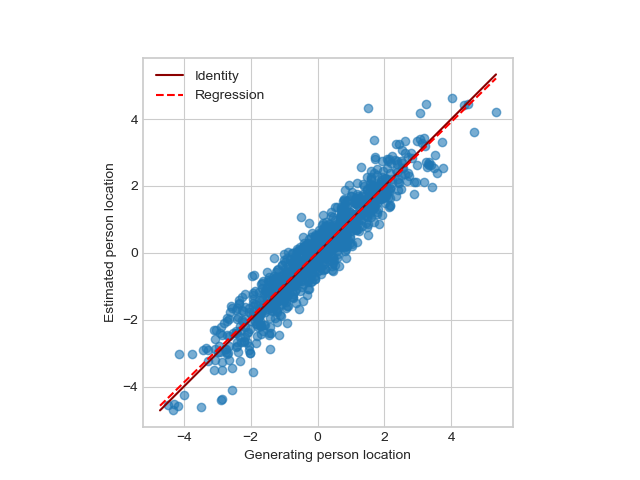 Identity
Regression
4
2
0
−2
−4
Estimated person location
−4
−2
0
2
4
Generating person location